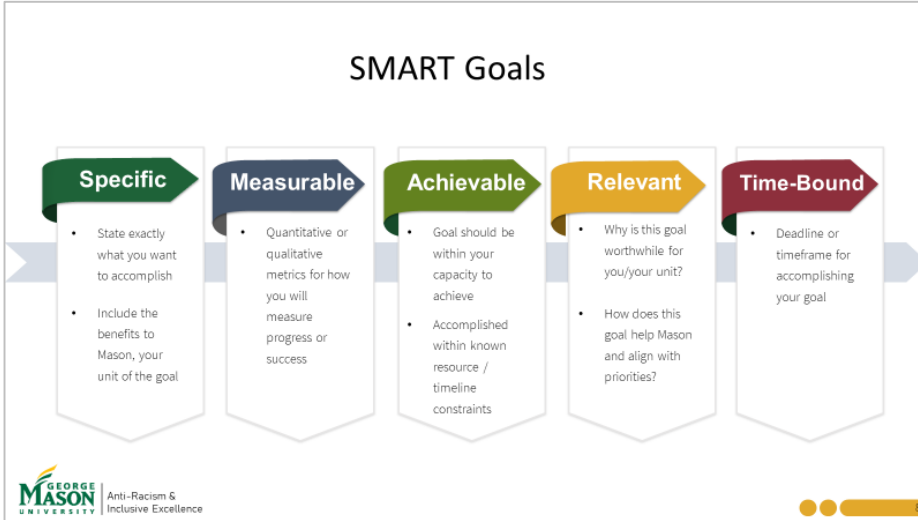 SMART Goals
Specific
• State exactly
what you want
to accomplish
• Include the
benefits to
Mason, your
unit of the goal
Measurable
• Quantitative or
qualitative
metrics for how
you will
measure
progress or
success
Achievable
• Goal should be
within your
capacity to
achieve
• Accomplished
within known
resource /
timeline
constraints
Relevant
• Why is this goal
worthwhile for
you/your unit?
• How does this
goal help Mason
and align with
priorities?
Time-Bound
• Deadline or
timeframe for
accomplishing
your goal
GEORGE
MASON
UNIVERSITY
Anti-Racism &
Inclusive Excellence